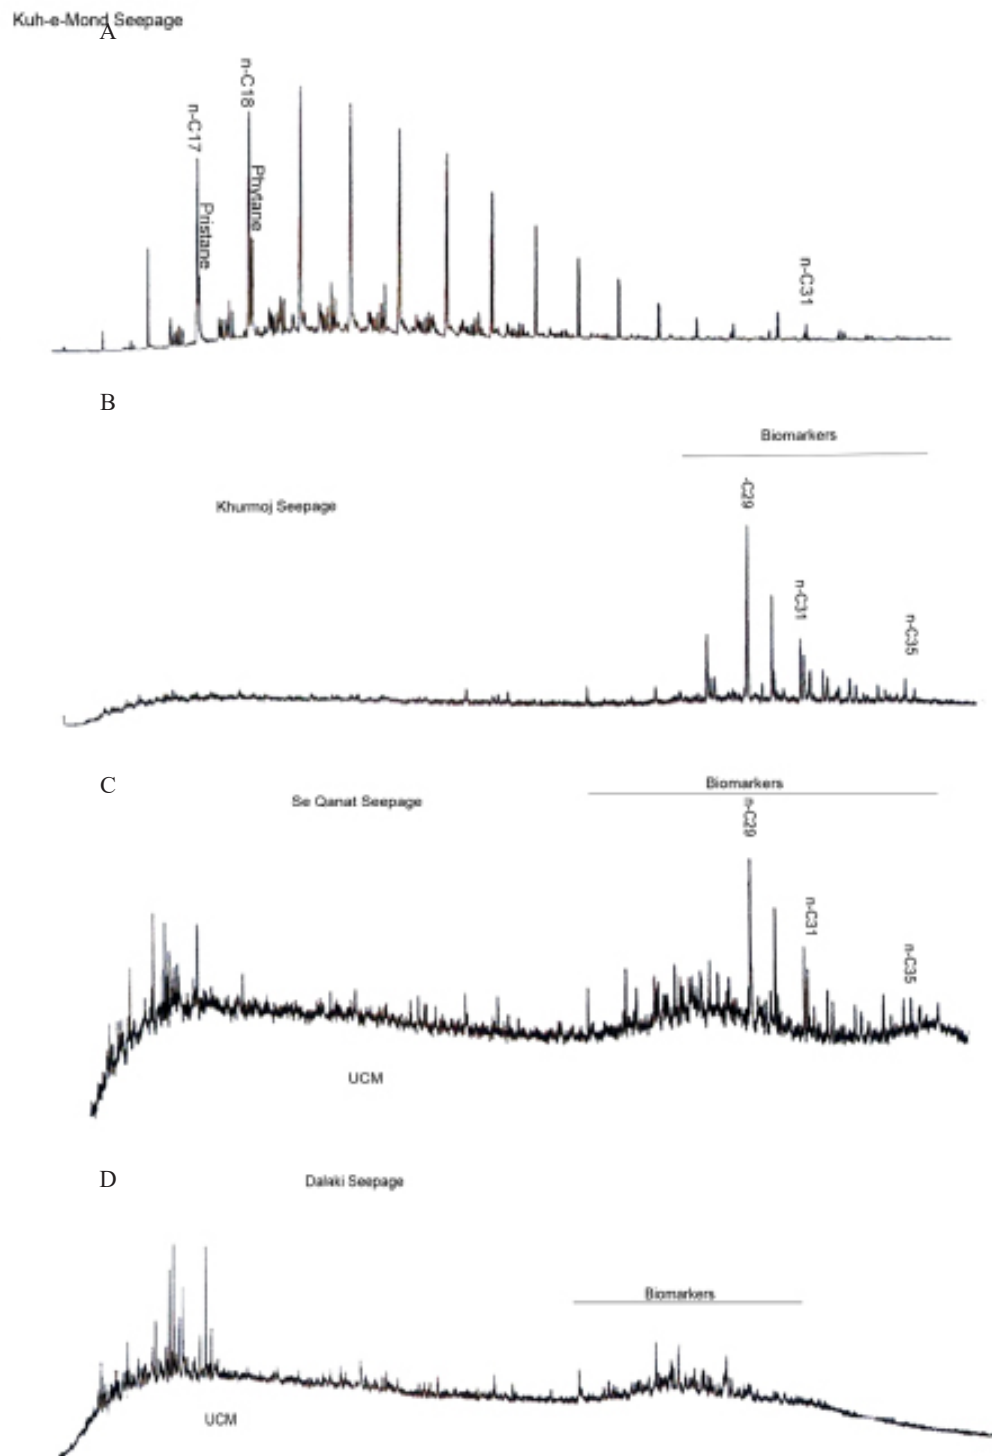 Kuh-e-Mond Seepage
A
n-C18
n-C17
Phytane
Pristane
n-C31
B
Biomarkers
-C29
Khurmoj Seepage
n-C31
n-C35
C
Biomarkers
Se Qanat Seepage
n-C29
n-C31
n-C35
UCM
D
Dalaki Seepage
Biomarkers
UCM